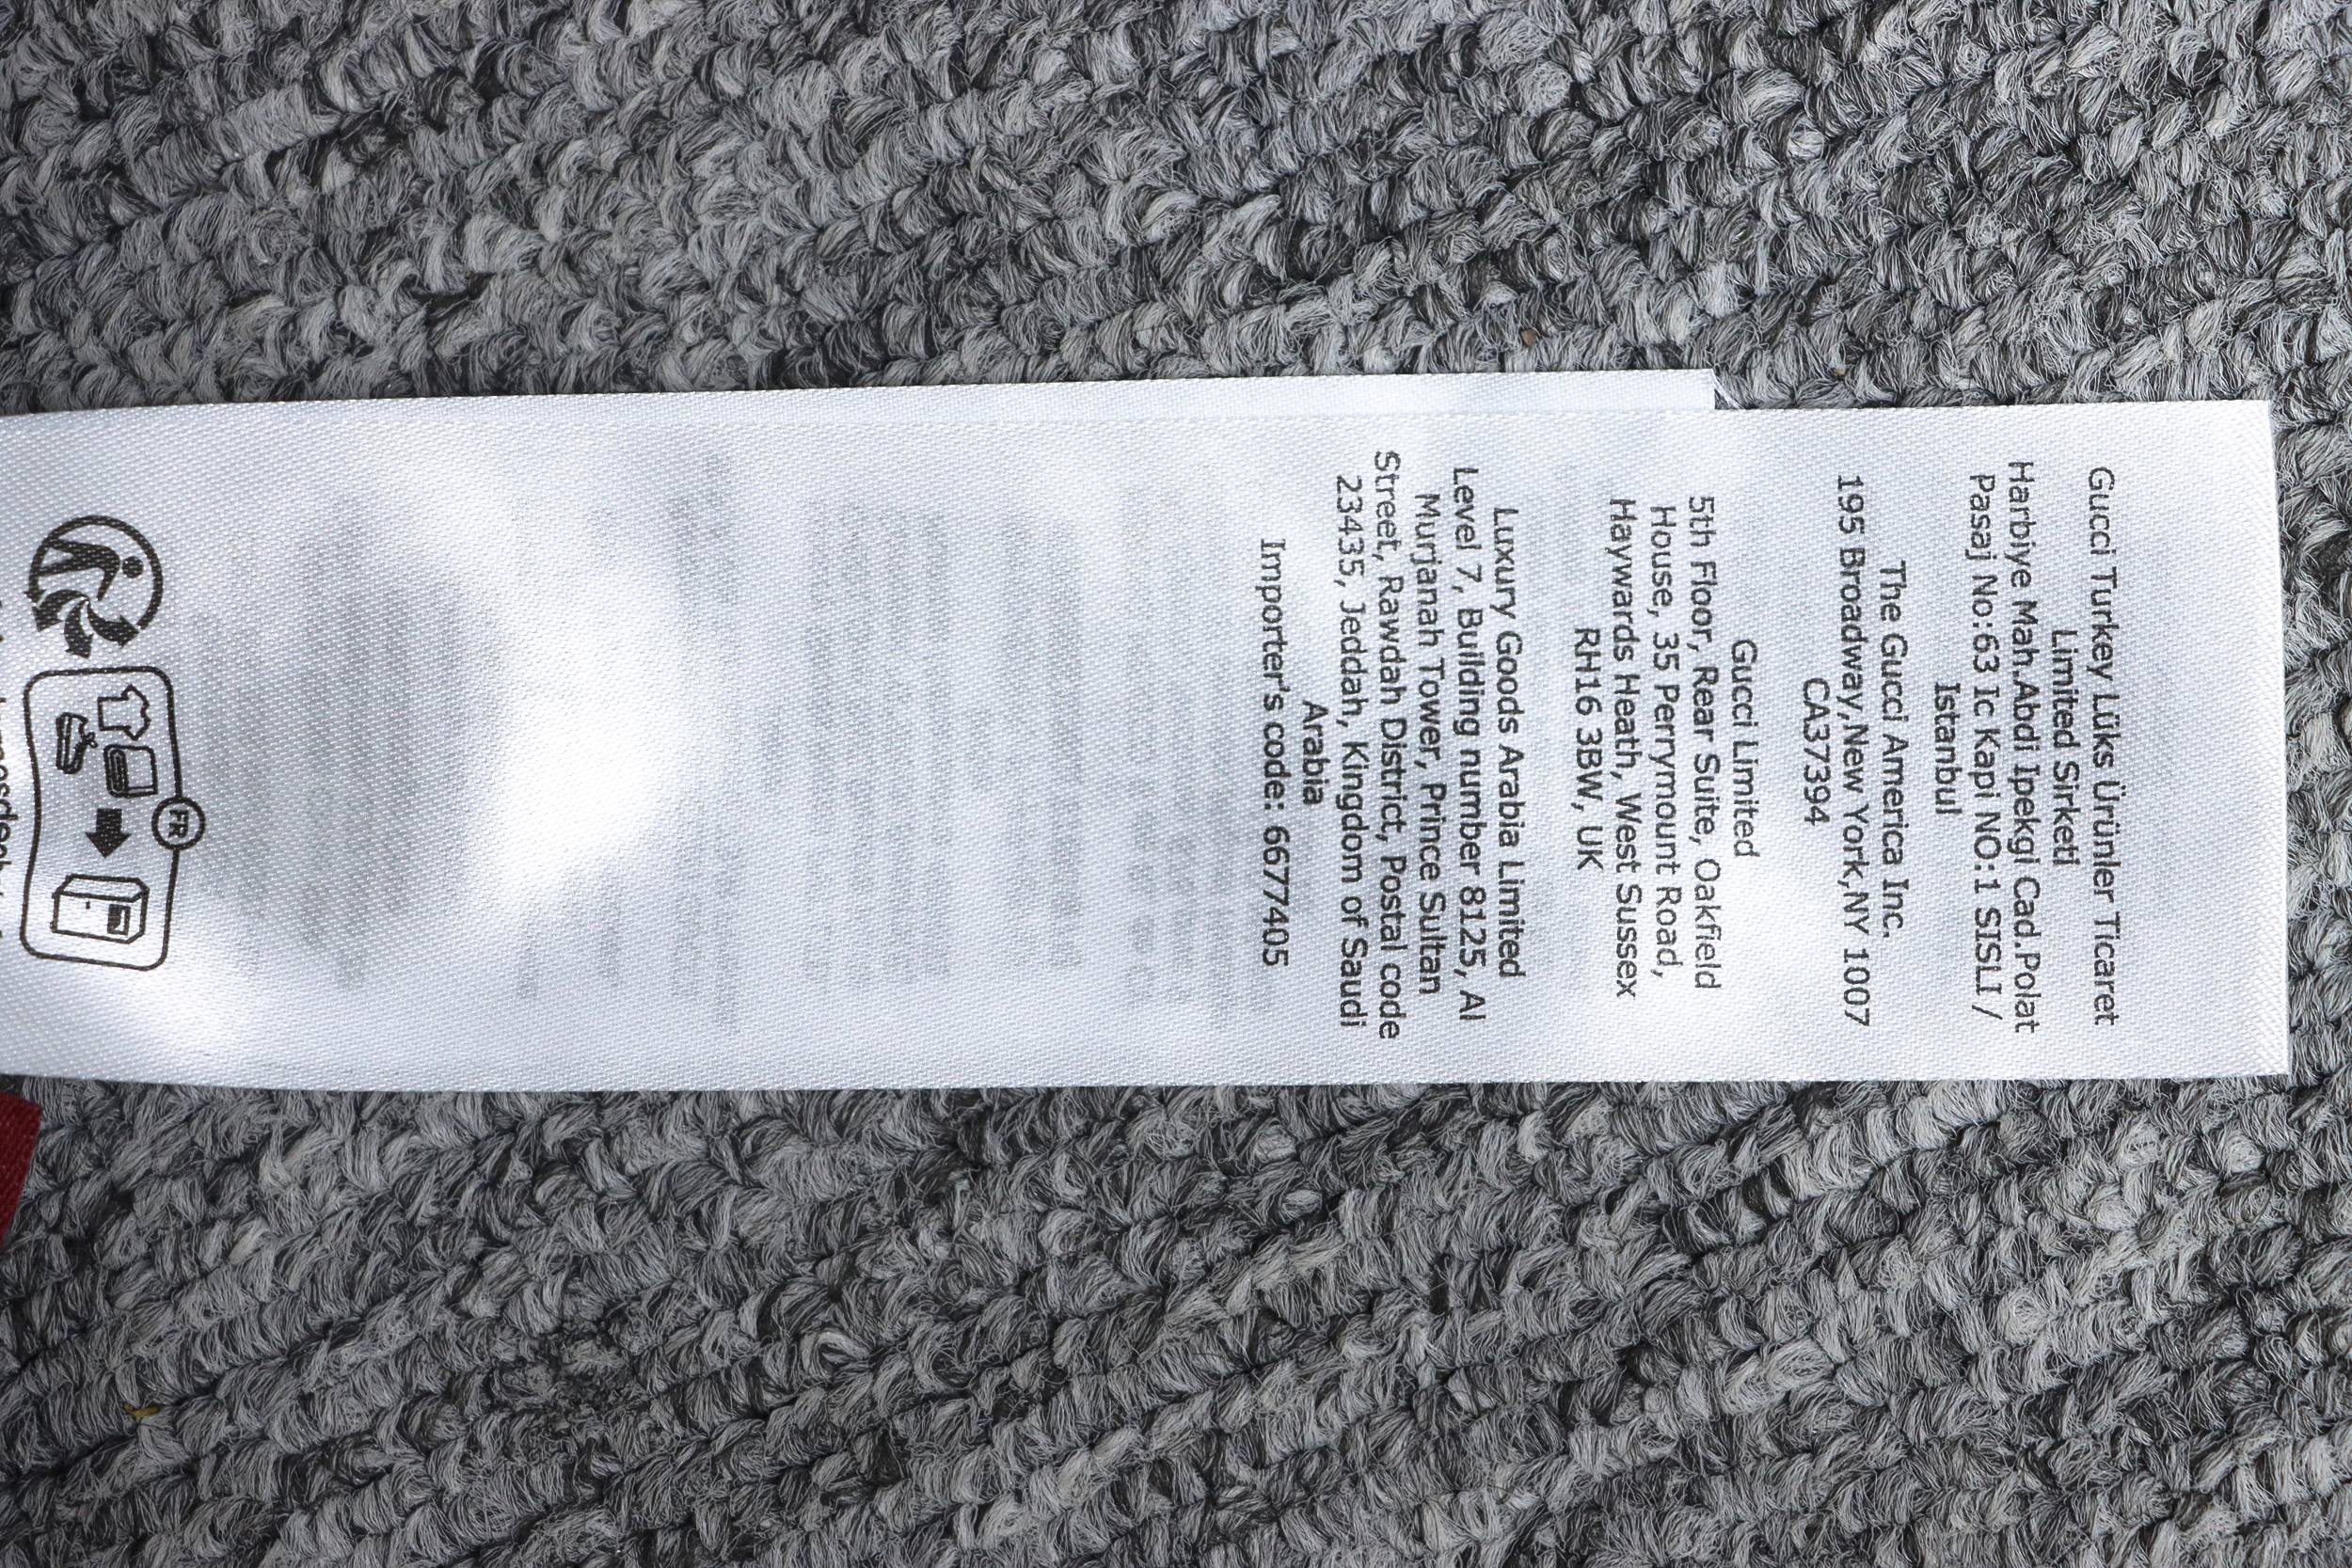 Gucci Turkey Lüks Ürünler Ticaret
Limited Sirketi
Harbiye Mah.Abdi Ipekgi Cad.Polat
Pasaj No:63 Ic Kapi NO:1 SISLI /
Istanbul
The Gucci America Inc.
195 Broadway,New York,NY 1007
CA37394
Gucci Limited
5th Floor, Rear Suite, Oakfield
House, 35 Perrymount Road,
Haywards Heath, West Sussex
RH16 3BW, UK
Luxury Goods Arabia Limited
Level 7, Building number 8125, Al
Murjanah Tower, Prince Sultan
Street, Rawdah District, Postal code
23435, Jeddah, Kingdom of Saudi
Arabia
Importer's code: 6677405
FR